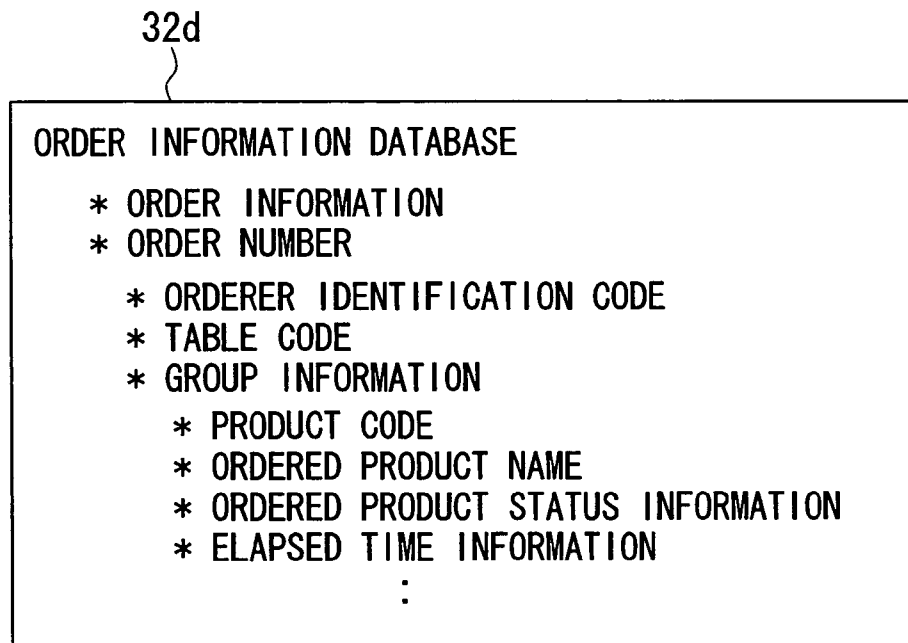 32d
ORDER INFORMATION DATABASE
* ORDER INFORMATION
* ORDER NUMBER
* ORDERER IDENTIFICATION CODE
* TABLE CODE
* GROUP INFORMATION
* PRODUCT CODE
* ORDERED PRODUCT NAME
* ORDERED PRODUCT STATUS INFORMATION
* ELAPSED TIME INFORMATION
: